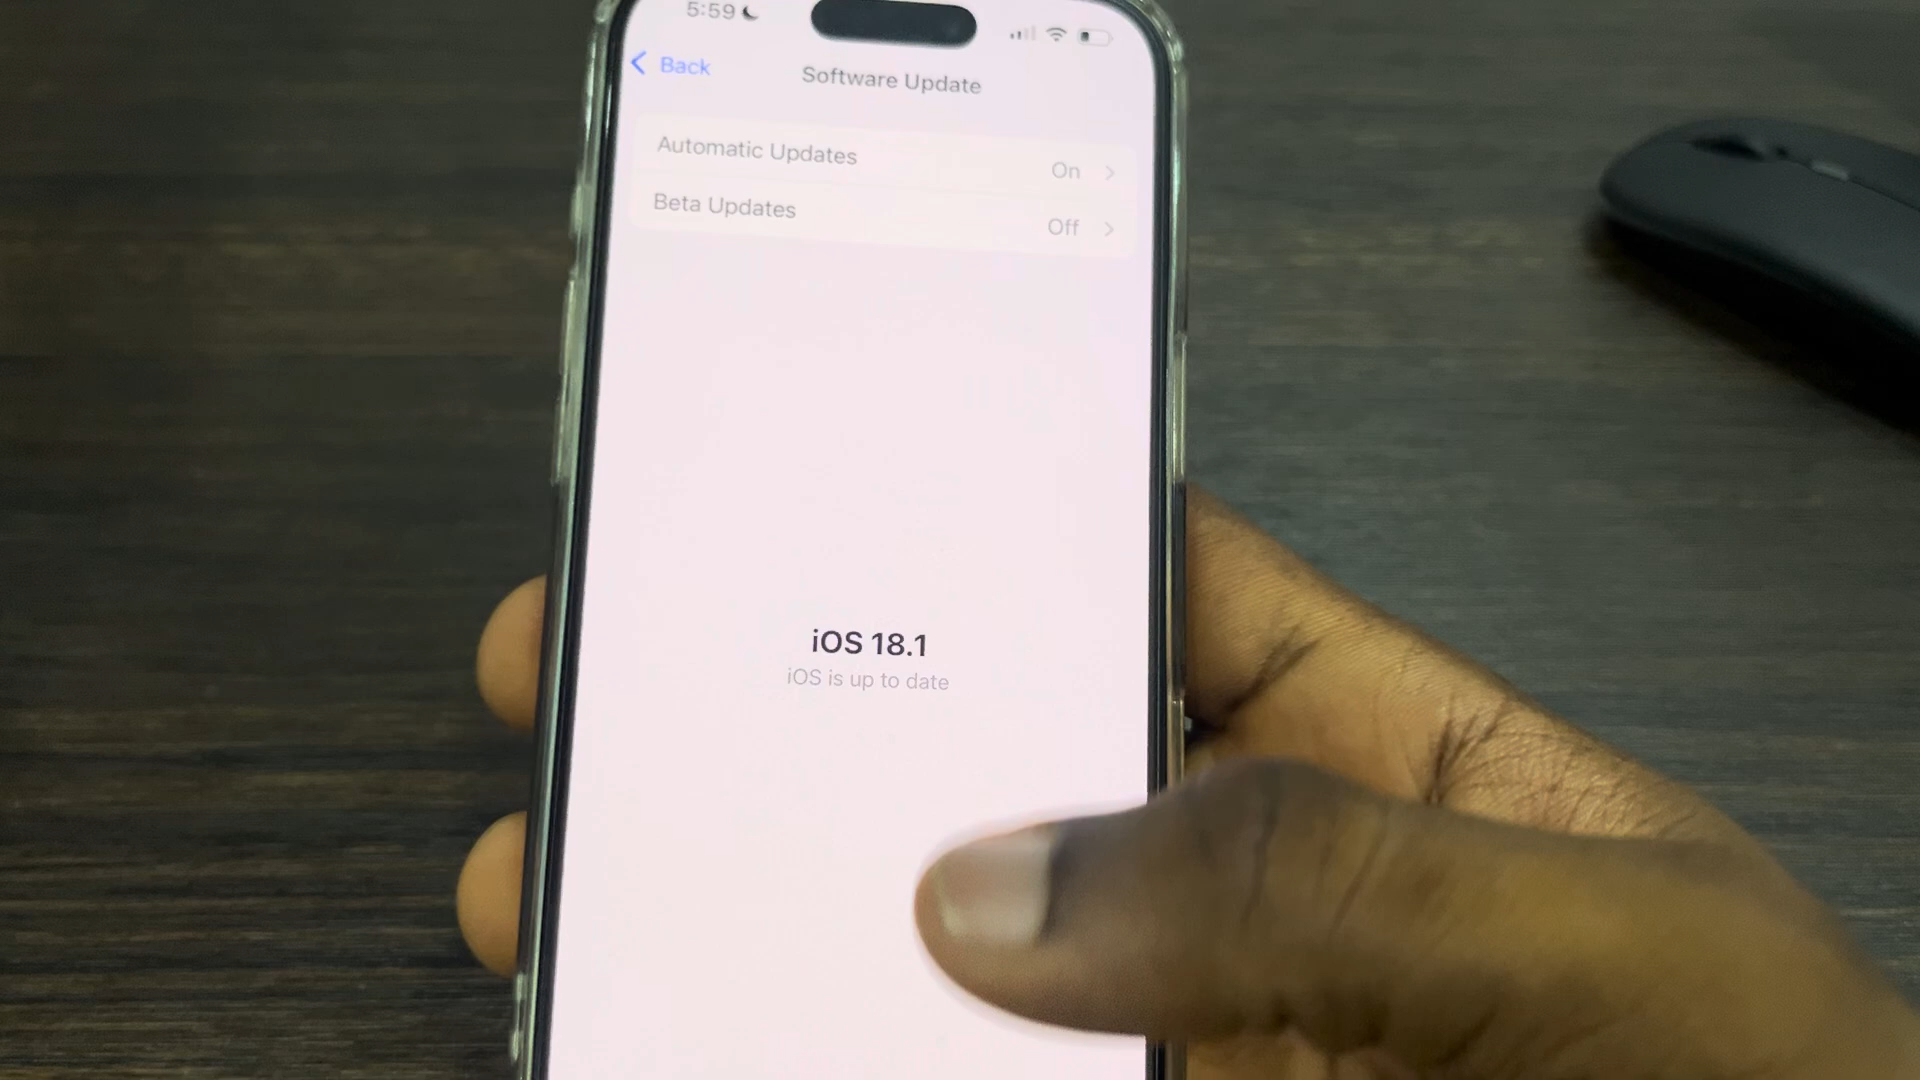 5:59
Back
Software Update
Automatic Updates
On
Beta Updates
Off
iOS 18.1
iOS is up to date